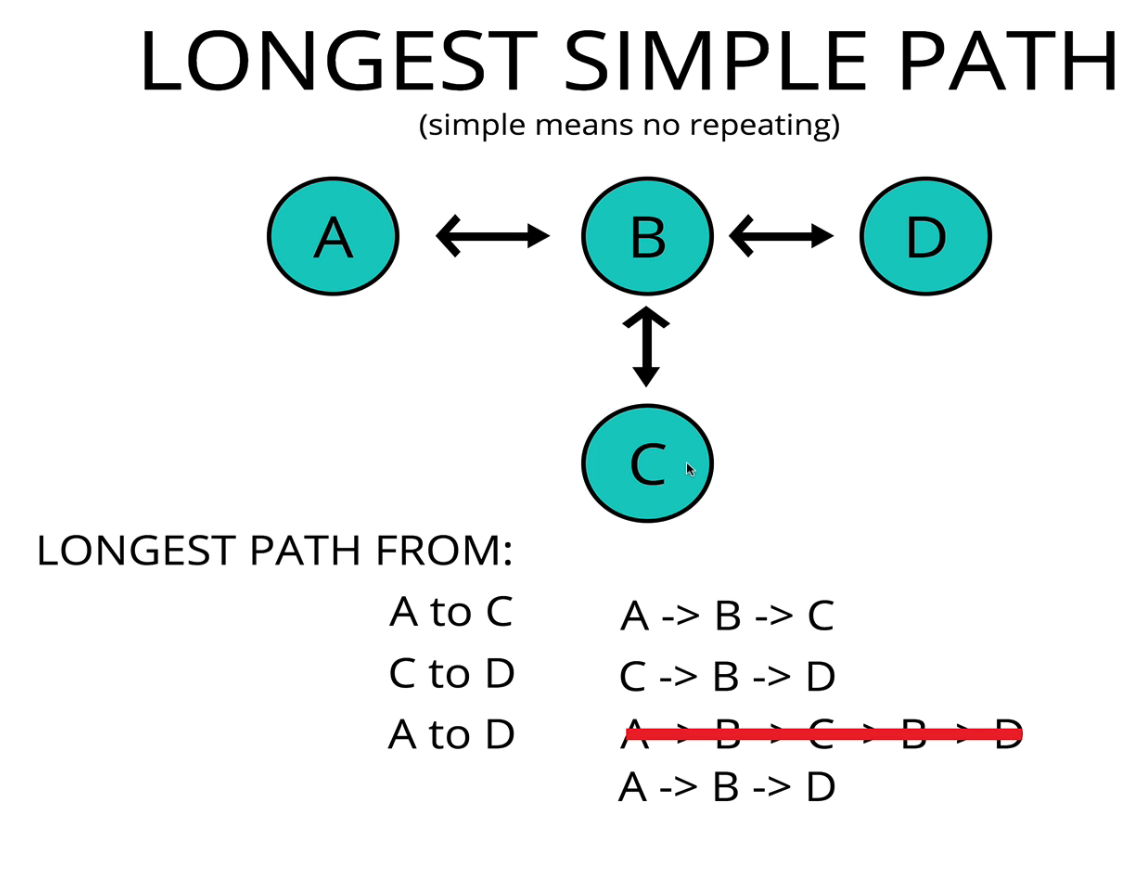 LONGEST SIMPLE PATH
(simple means no repeating)
A B D
C
LONGEST PATH FROM:
A to C A -> B -> C
C to D C -> B -> D
A to D A -> B -> C -> B -> D
A -> B -> D